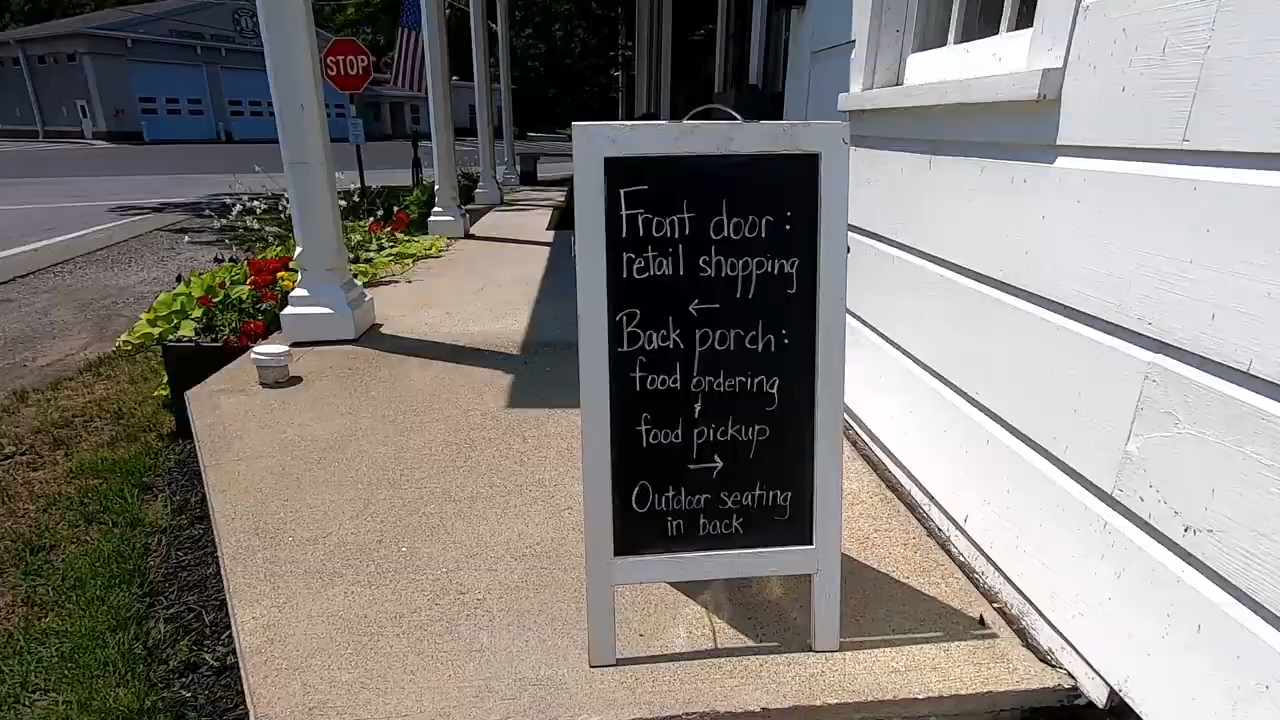 STOP
Front door:
retail shopping
←
Back porch:
food ordering
&
food pickup
→
Outdoor seating
in back